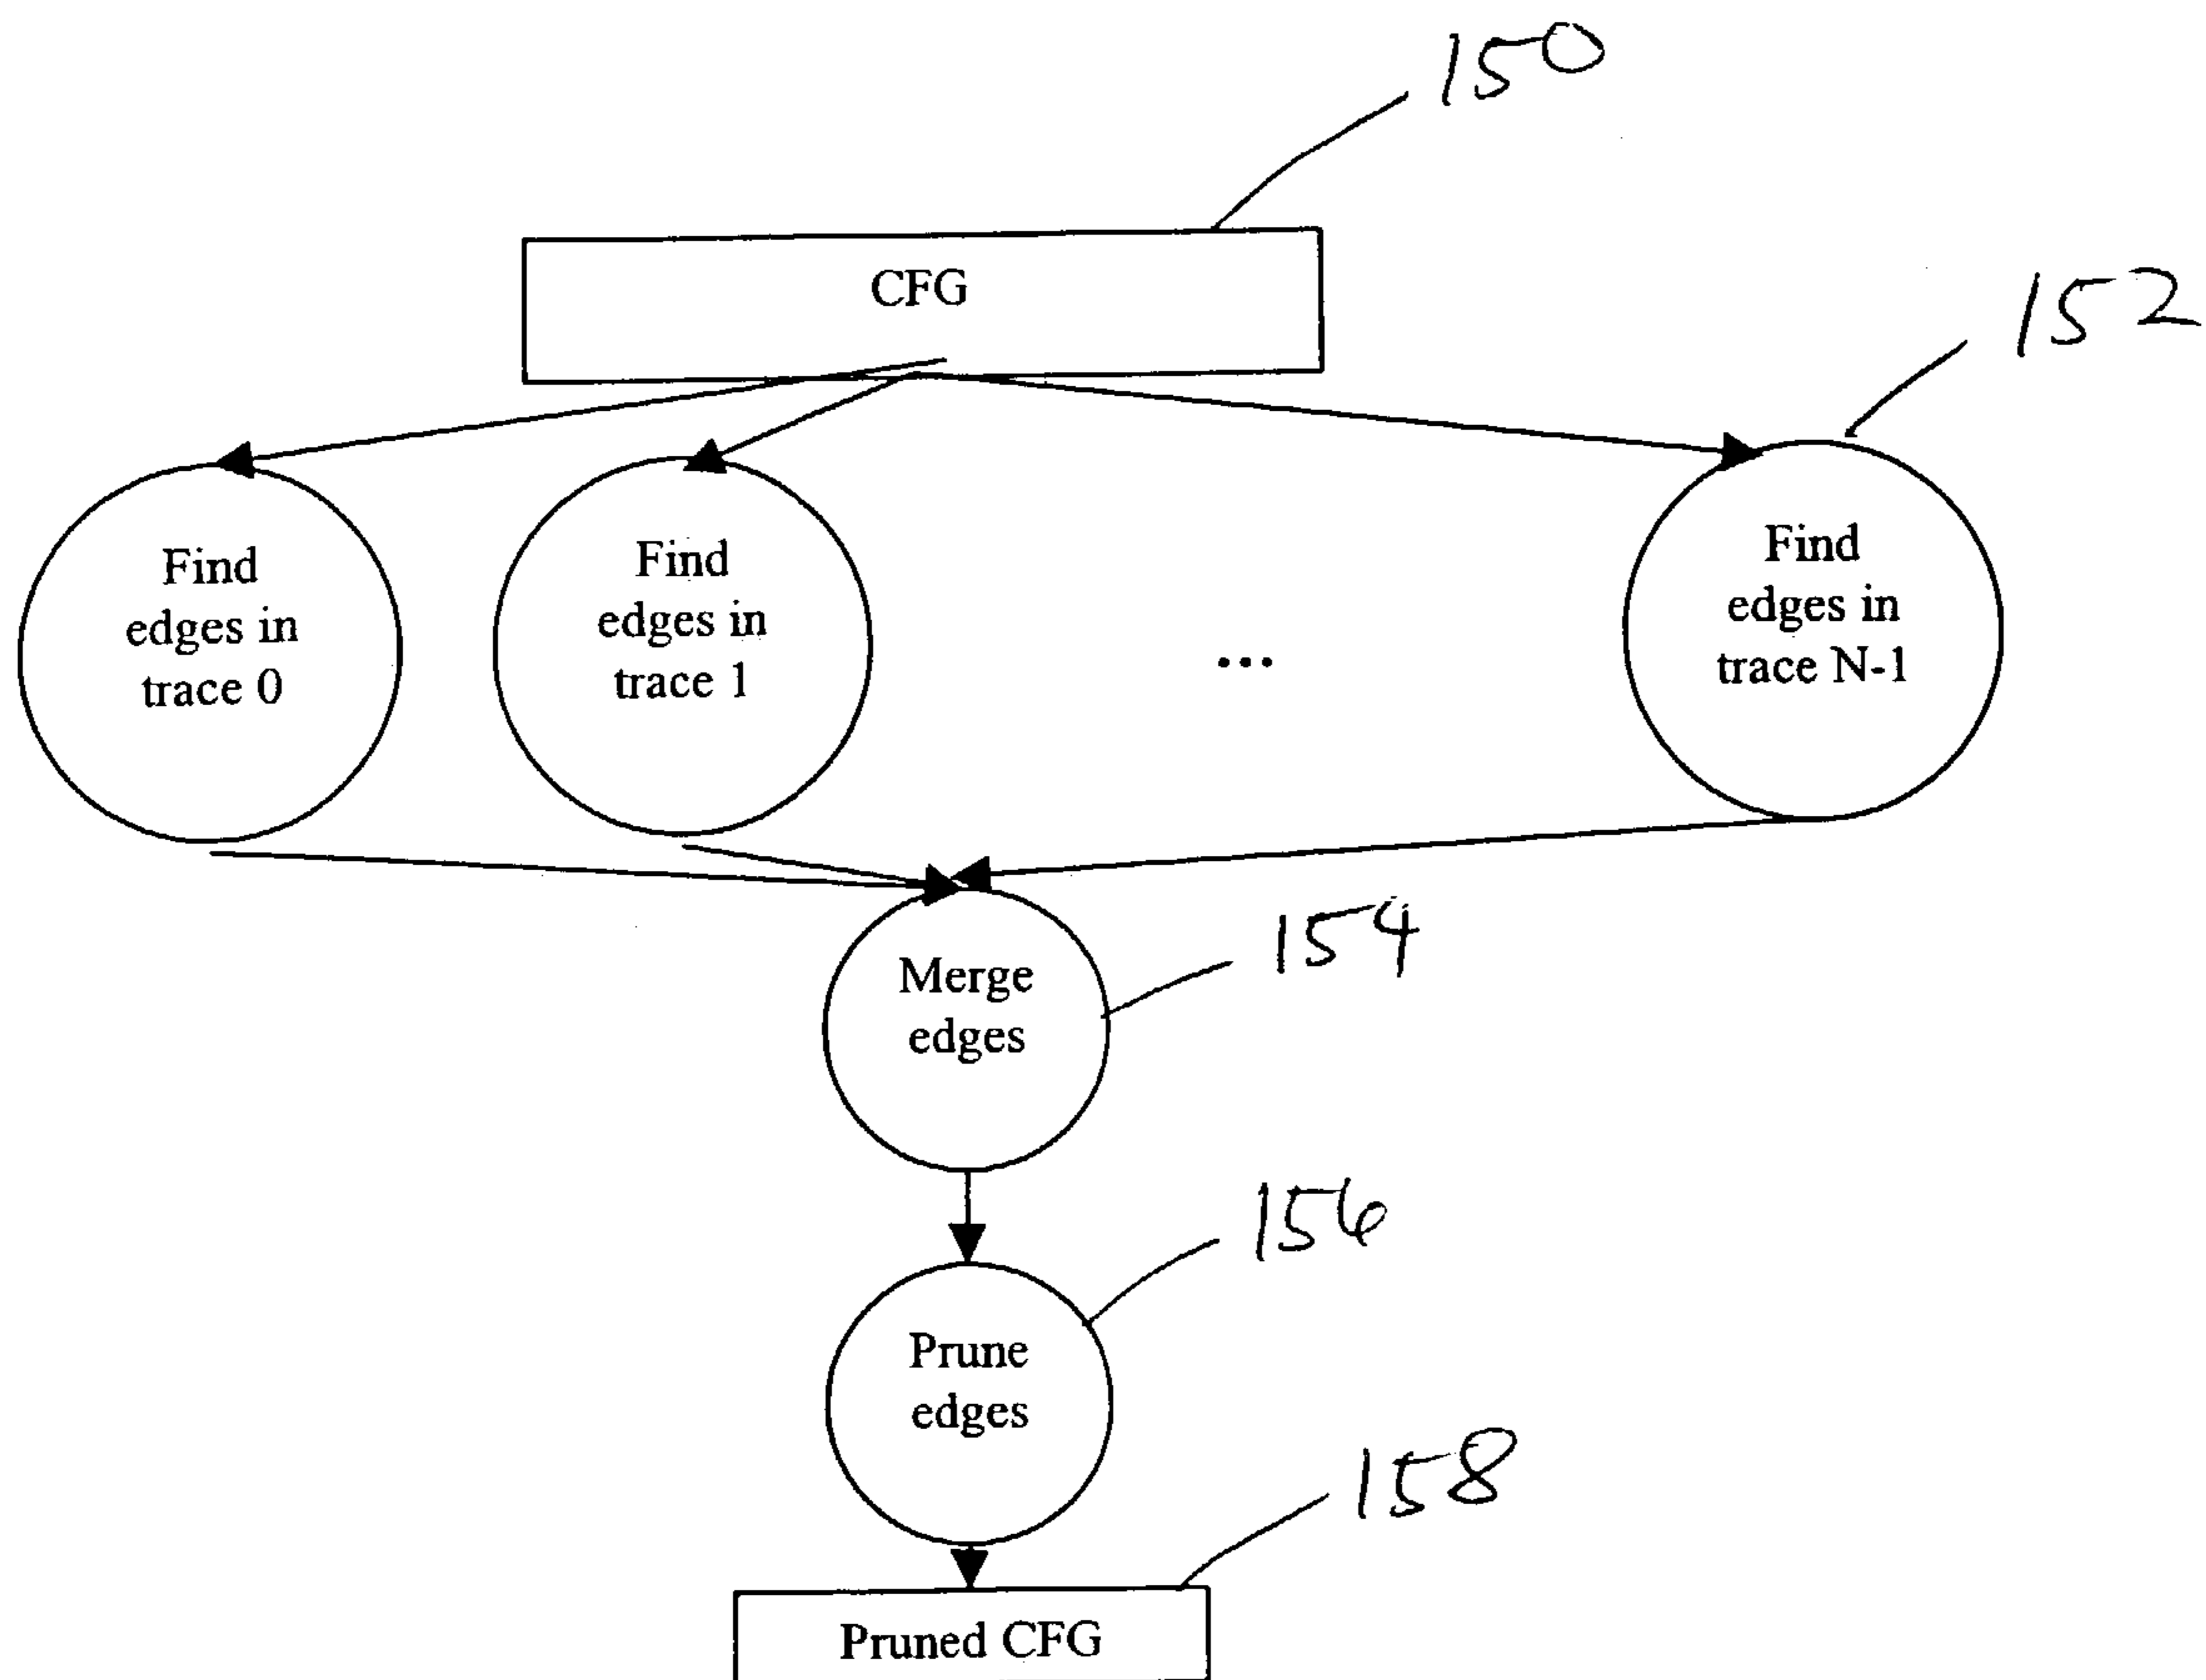 150
CFG
152
Find
edges in
trace 0
Find
edges in
trace 1
...
Find
edges in
trace N-1
154
Merge
edges
156
Prune
edges
158
Pruned CFG